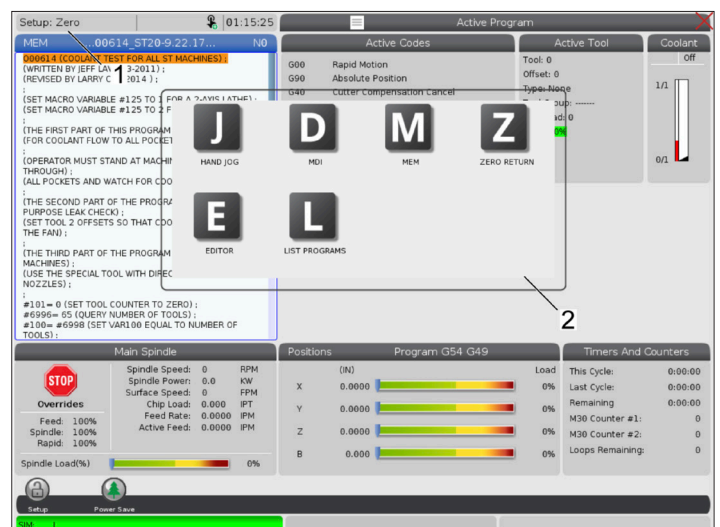 Setup: Zero
01:15:25
Active Program
MEM ...00614_ST20-9.22.17... N0
O00614 (COOLANT TEST FOR ALL ST MACHINES) ;
(WRITTEN BY JEFF 3-2011) ;
(REVISED BY LARRY 2014 ) ;
;
(SET MACRO VARIABLE #125 TO 1 FOR A 2-AXIS LATHE) ;
(SET MACRO VARIABLE #125 TO 2 F
;
(THE FIRST PART OF THIS PROGRAM
(FOR COOLANT FLOW TO ALL POCKET
;
(OPERATOR MUST STAND AT MACHIN
THROUGH) ;
(ALL POCKETS AND WATCH FOR COO
;
(THE SECOND PART OF THE PROGRA
PURPOSE LEAK CHECK) ;
(SET TOOL 2 OFFSETS SO THAT COO
THE FAN) ;
;
(THE THIRD PART OF THE PROGRAM
MACHINES) ;
(USE THE SPECIAL TOOL WITH DIREC
NOZZLES) ;
;
#101= 0 (SET TOOL COUNTER TO ZERO) ;
#6996= 65 (QUERY NUMBER OF TOOLS) ;
#100= #6998 (SET VAR100 EQUAL TO NUMBER OF
TOOLS) ;
1
Active Codes
G00 Rapid Motion
G90 Absolute Position
G40 Cutter Compensation Cancel
Active Tool
Tool: 0
Offset: 0
Type: None
oup: -------
ad: 0
0%
Coolant
Off
1/1
0/1
J
HAND JOG
D
MDI
M
MEM
Z
ZERO RETURN
E
EDITOR
L
LIST PROGRAMS
2
Main Spindle
STOP
Overrides
Feed: 100%
Spindle: 100%
Rapid: 100%
Spindle Speed: 0 RPM
Spindle Power: 0.0 KW
Surface Speed: 0 FPM
Chip Load: 0.000 IPT
Feed Rate: 0.0000 IPM
Active Feed: 0.0000 IPM
Spindle Load(%) 0%
Positions Program G54 G49
(IN) Load
X 0.0000 0%
Y 0.0000 0%
Z 0.0000 0%
B 0.000 0%
Timers And Counters
This Cycle: 0:00:00
Last Cycle: 0:00:00
Remaining 0:00:00
M30 Counter #1: 0
M30 Counter #2: 0
Loops Remaining: 0
Setup
Power Save
SIM: